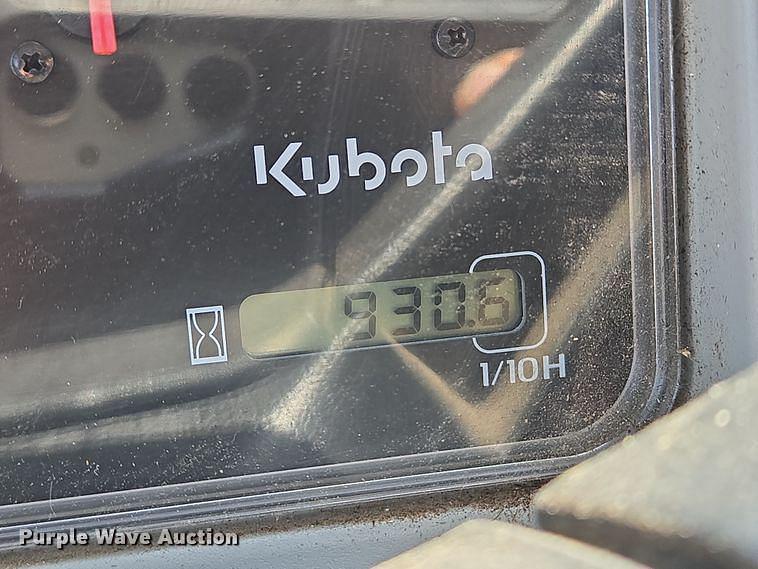 Kubota
930.6
1/10H
Purple Wave Auction